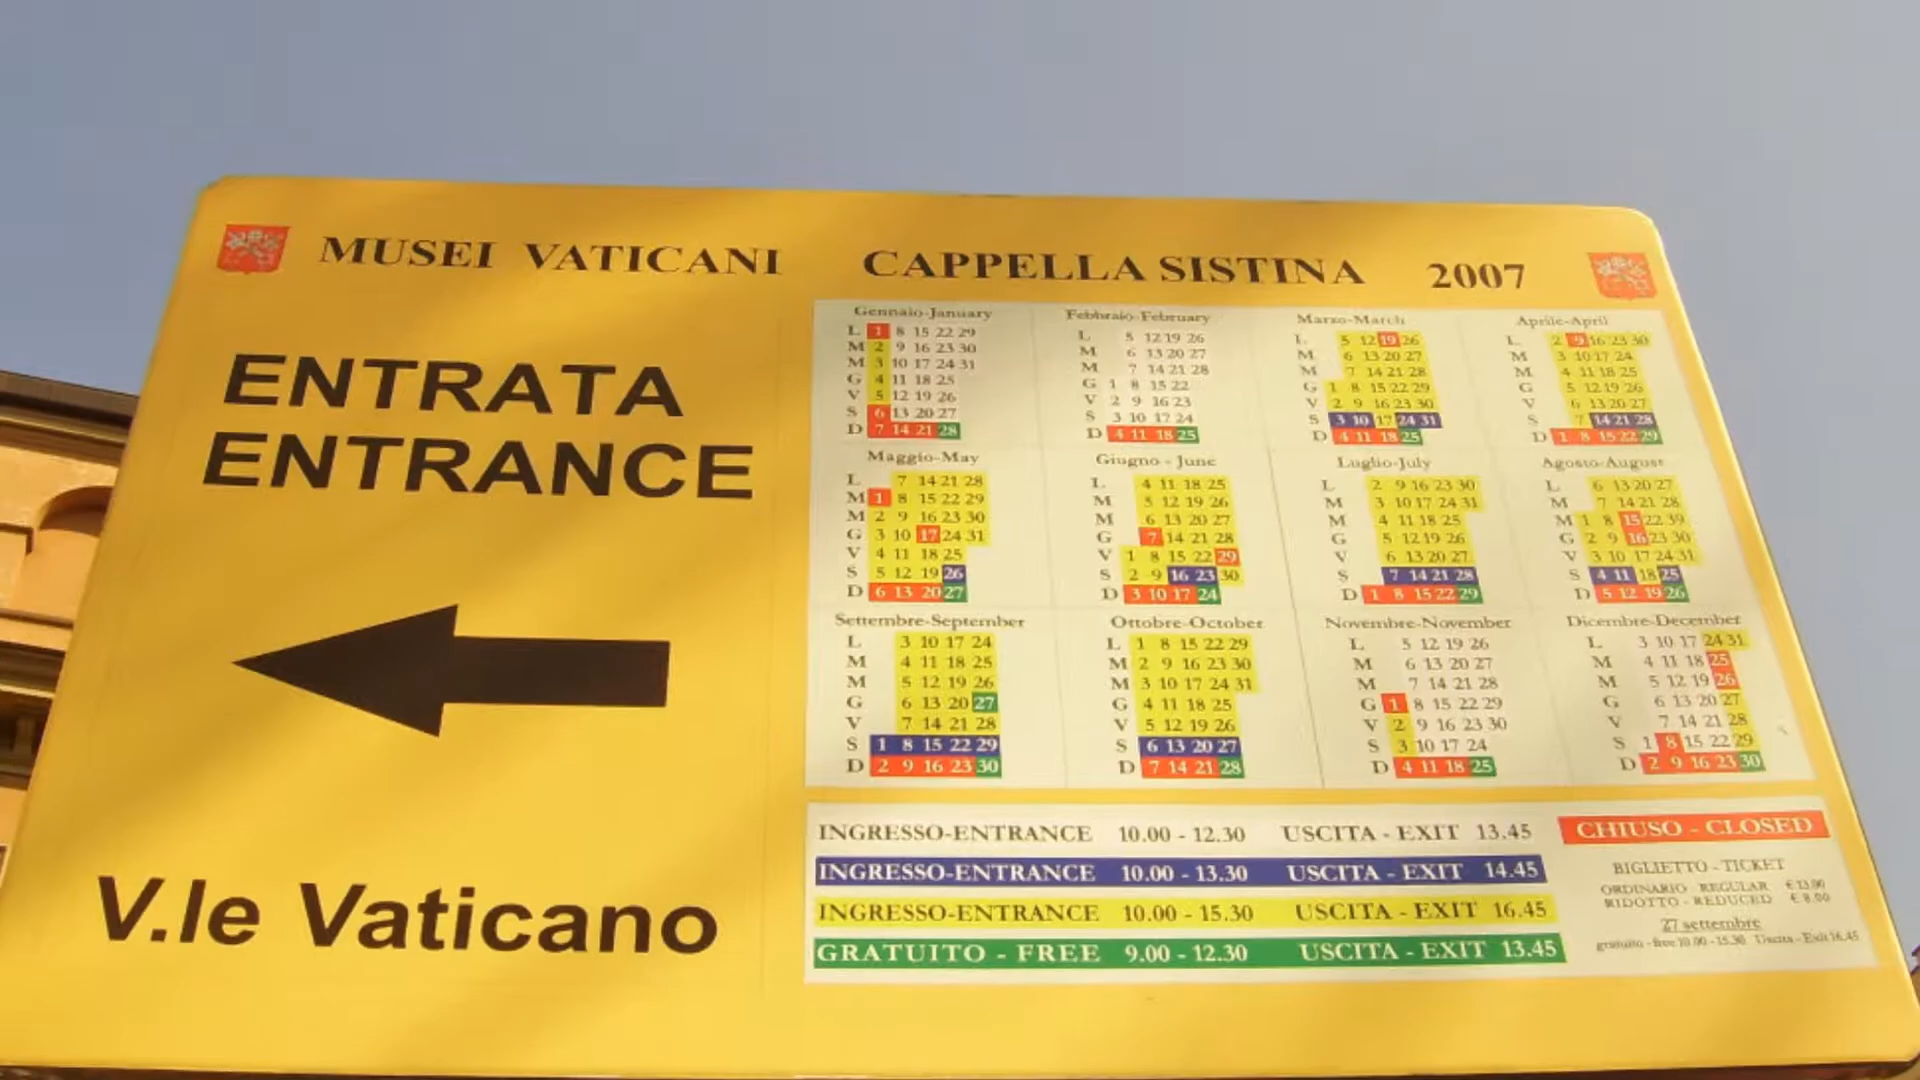 MUSEI VATICANI CAPPELLA SISTINA 2007
ENTRATA
ENTRANCE
V.le Vaticano
Gennaio-January
L 1 8 15 22 29
M 2 9 16 23 30
M 3 10 17 24 31
G 4 11 18 25
V 5 12 19 26
S 6 13 20 27
D 7 14 21 28
Febbraio-February
L 5 12 19 26
M 6 13 20 27
M 7 14 21 28
G 1 8 15 22
V 2 9 16 23
S 3 10 17 24
D 4 11 18 25
Marzo-March
L 5 12 19 26
M 6 13 20 27
M 7 14 21 28
G 1 8 15 22 29
V 2 9 16 23 30
S 3 10 17 24 31
D 4 11 18 25
Aprile-April
L 2 9 16 23 30
M 3 10 17 24
M 4 11 18 25
G 5 12 19 26
V 6 13 20 27
S 7 14 21 28
D 1 8 15 22 29
Maggio-May
L 7 14 21 28
M 1 8 15 22 29
M 2 9 16 23 30
G 3 10 17 24 31
V 4 11 18 25
S 5 12 19 26
D 6 13 20 27
Giugno - June
L 4 11 18 25
M 5 12 19 26
M 6 13 20 27
G 7 14 21 28
V 1 8 15 22 29
S 2 9 16 23 30
D 3 10 17 24
Luglio-July
L 2 9 16 23 30
M 3 10 17 24 31
M 4 11 18 25
G 5 12 19 26
V 6 13 20 27
S 7 14 21 28
D 1 8 15 22 29
Agosto-August
L 6 13 20 27
M 7 14 21 28
M 1 8 15 22 39
G 2 9 16 23 30
V 3 10 17 24 31
S 4 11 18 25
D 5 12 19 26
Settembre-September
L 3 10 17 24
M 4 11 18 25
M 5 12 19 26
G 6 13 20 27
V 7 14 21 28
S 1 8 15 22 29
D 2 9 16 23 30
Ottobre-October
L 1 8 15 22 29
M 2 9 16 23 30
M 3 10 17 24 31
G 4 11 18 25
V 5 12 19 26
S 6 13 20 27
D 7 14 21 28
Novembre-November
L 5 12 19 26
M 6 13 20 27
M 7 14 21 28
G 1 8 15 22 29
V 2 9 16 23 30
S 3 10 17 24
D 4 11 18 25
Dicembre-December
L 3 10 17 24 31
M 4 11 18 25
M 5 12 19 26
G 6 13 20 27
V 7 14 21 28
S 1 8 15 22 29
D 2 9 16 23 30
INGRESSO-ENTRANCE 10.00 - 12.30 USCITA - EXIT 13.45
INGRESSO-ENTRANCE 10.00 - 13.30 USCITA - EXIT 14.45
INGRESSO-ENTRANCE 10.00 - 15.30 USCITA - EXIT 16.45
GRATUITO - FREE 9.00 - 12.30 USCITA - EXIT 13.45
CHIUSO - CLOSED
BIGLIETTO - TICKET
ORDINARIO - REGULAR € 13.00
RIDOTTO - REDUCED € 8.00
27 settembre
gratuito - free 10.00 - 15.30 Uscita - Exit 16.45